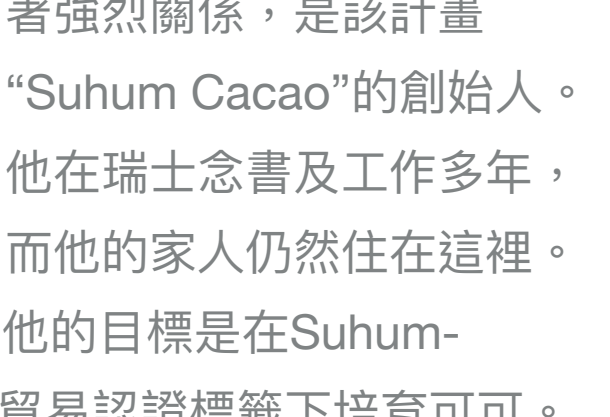 者強烈關係，是該計畫
“Suhum Cacao”的創始人。
他在瑞士念書及工作多年，
而他的家人仍然住在這裡。
他的目標是在Suhum-
貿易認證標籤下培育可可。